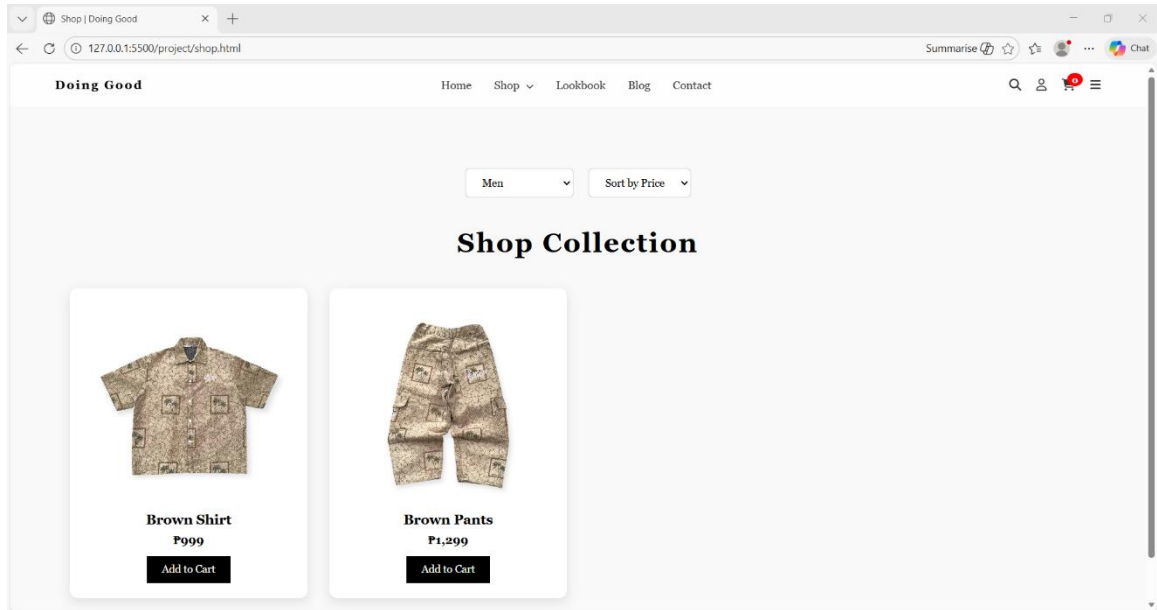 Shop | Doing Good
127.0.0.1:5500/project/shop.html
Summarise
Chat
Doing Good
Home Shop Lookbook Blog Contact
0
Men
Sort by Price
Shop Collection
Brown Shirt
₱999
Add to Cart
Brown Pants
₱1,299
Add to Cart